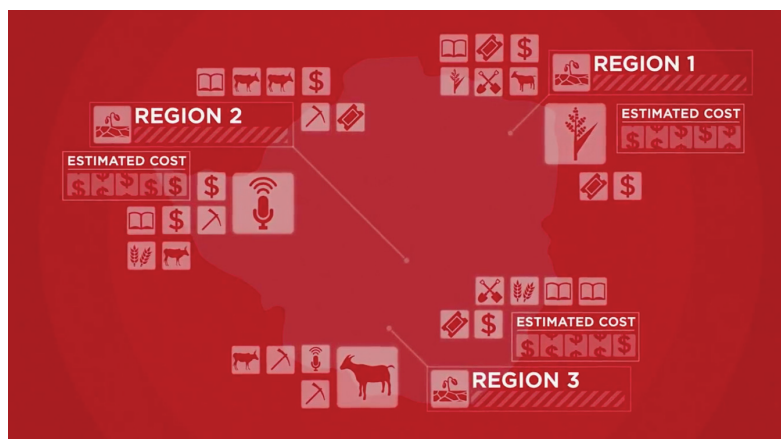 REGION 1
ESTIMATED COST
REGION 2
ESTIMATED COST
ESTIMATED COST
REGION 3